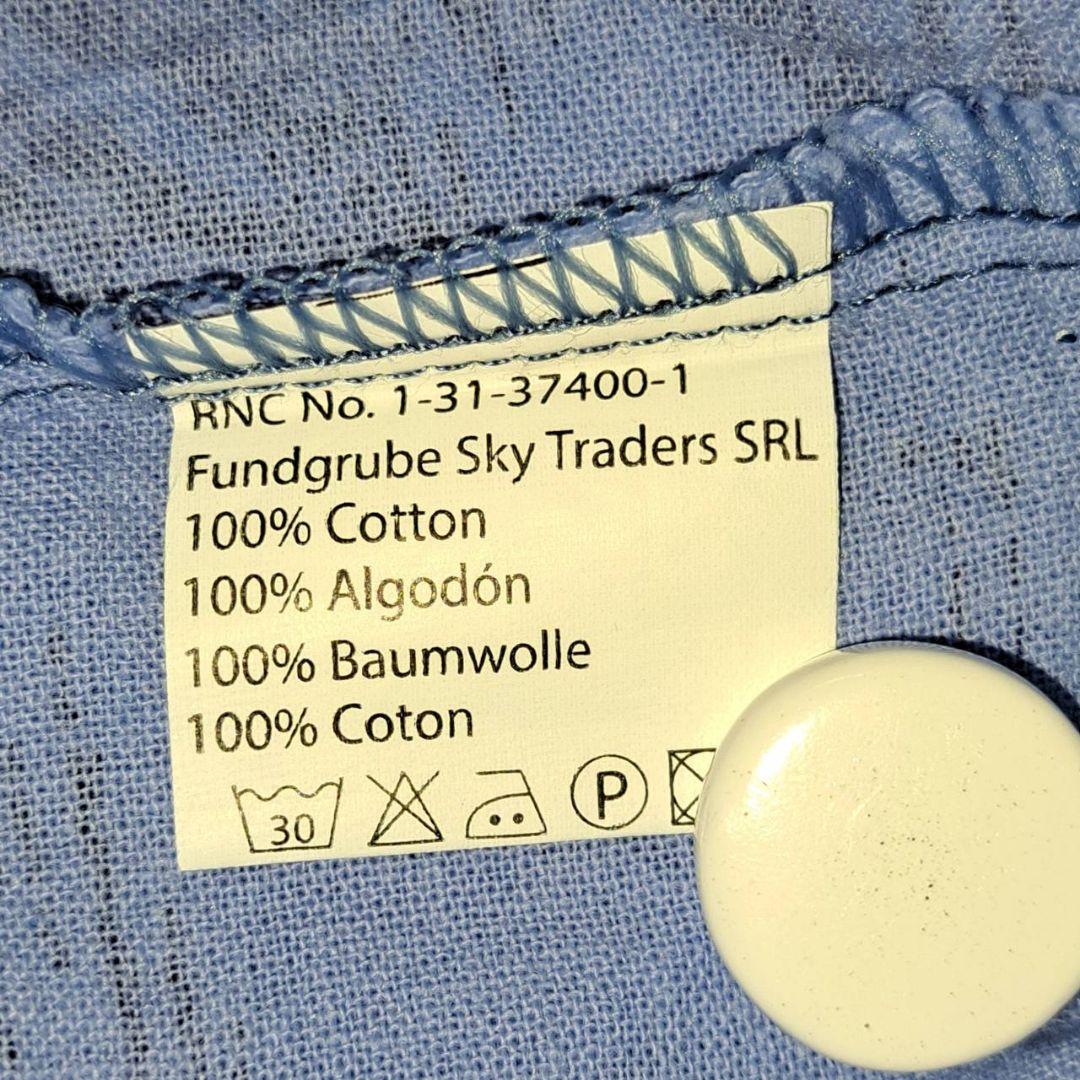 RNC No. 1-31-37400-1
Fundgrube Sky Traders SRL
100% Cotton
100% Algodón
100% Baumwolle
100% Coton
30 P